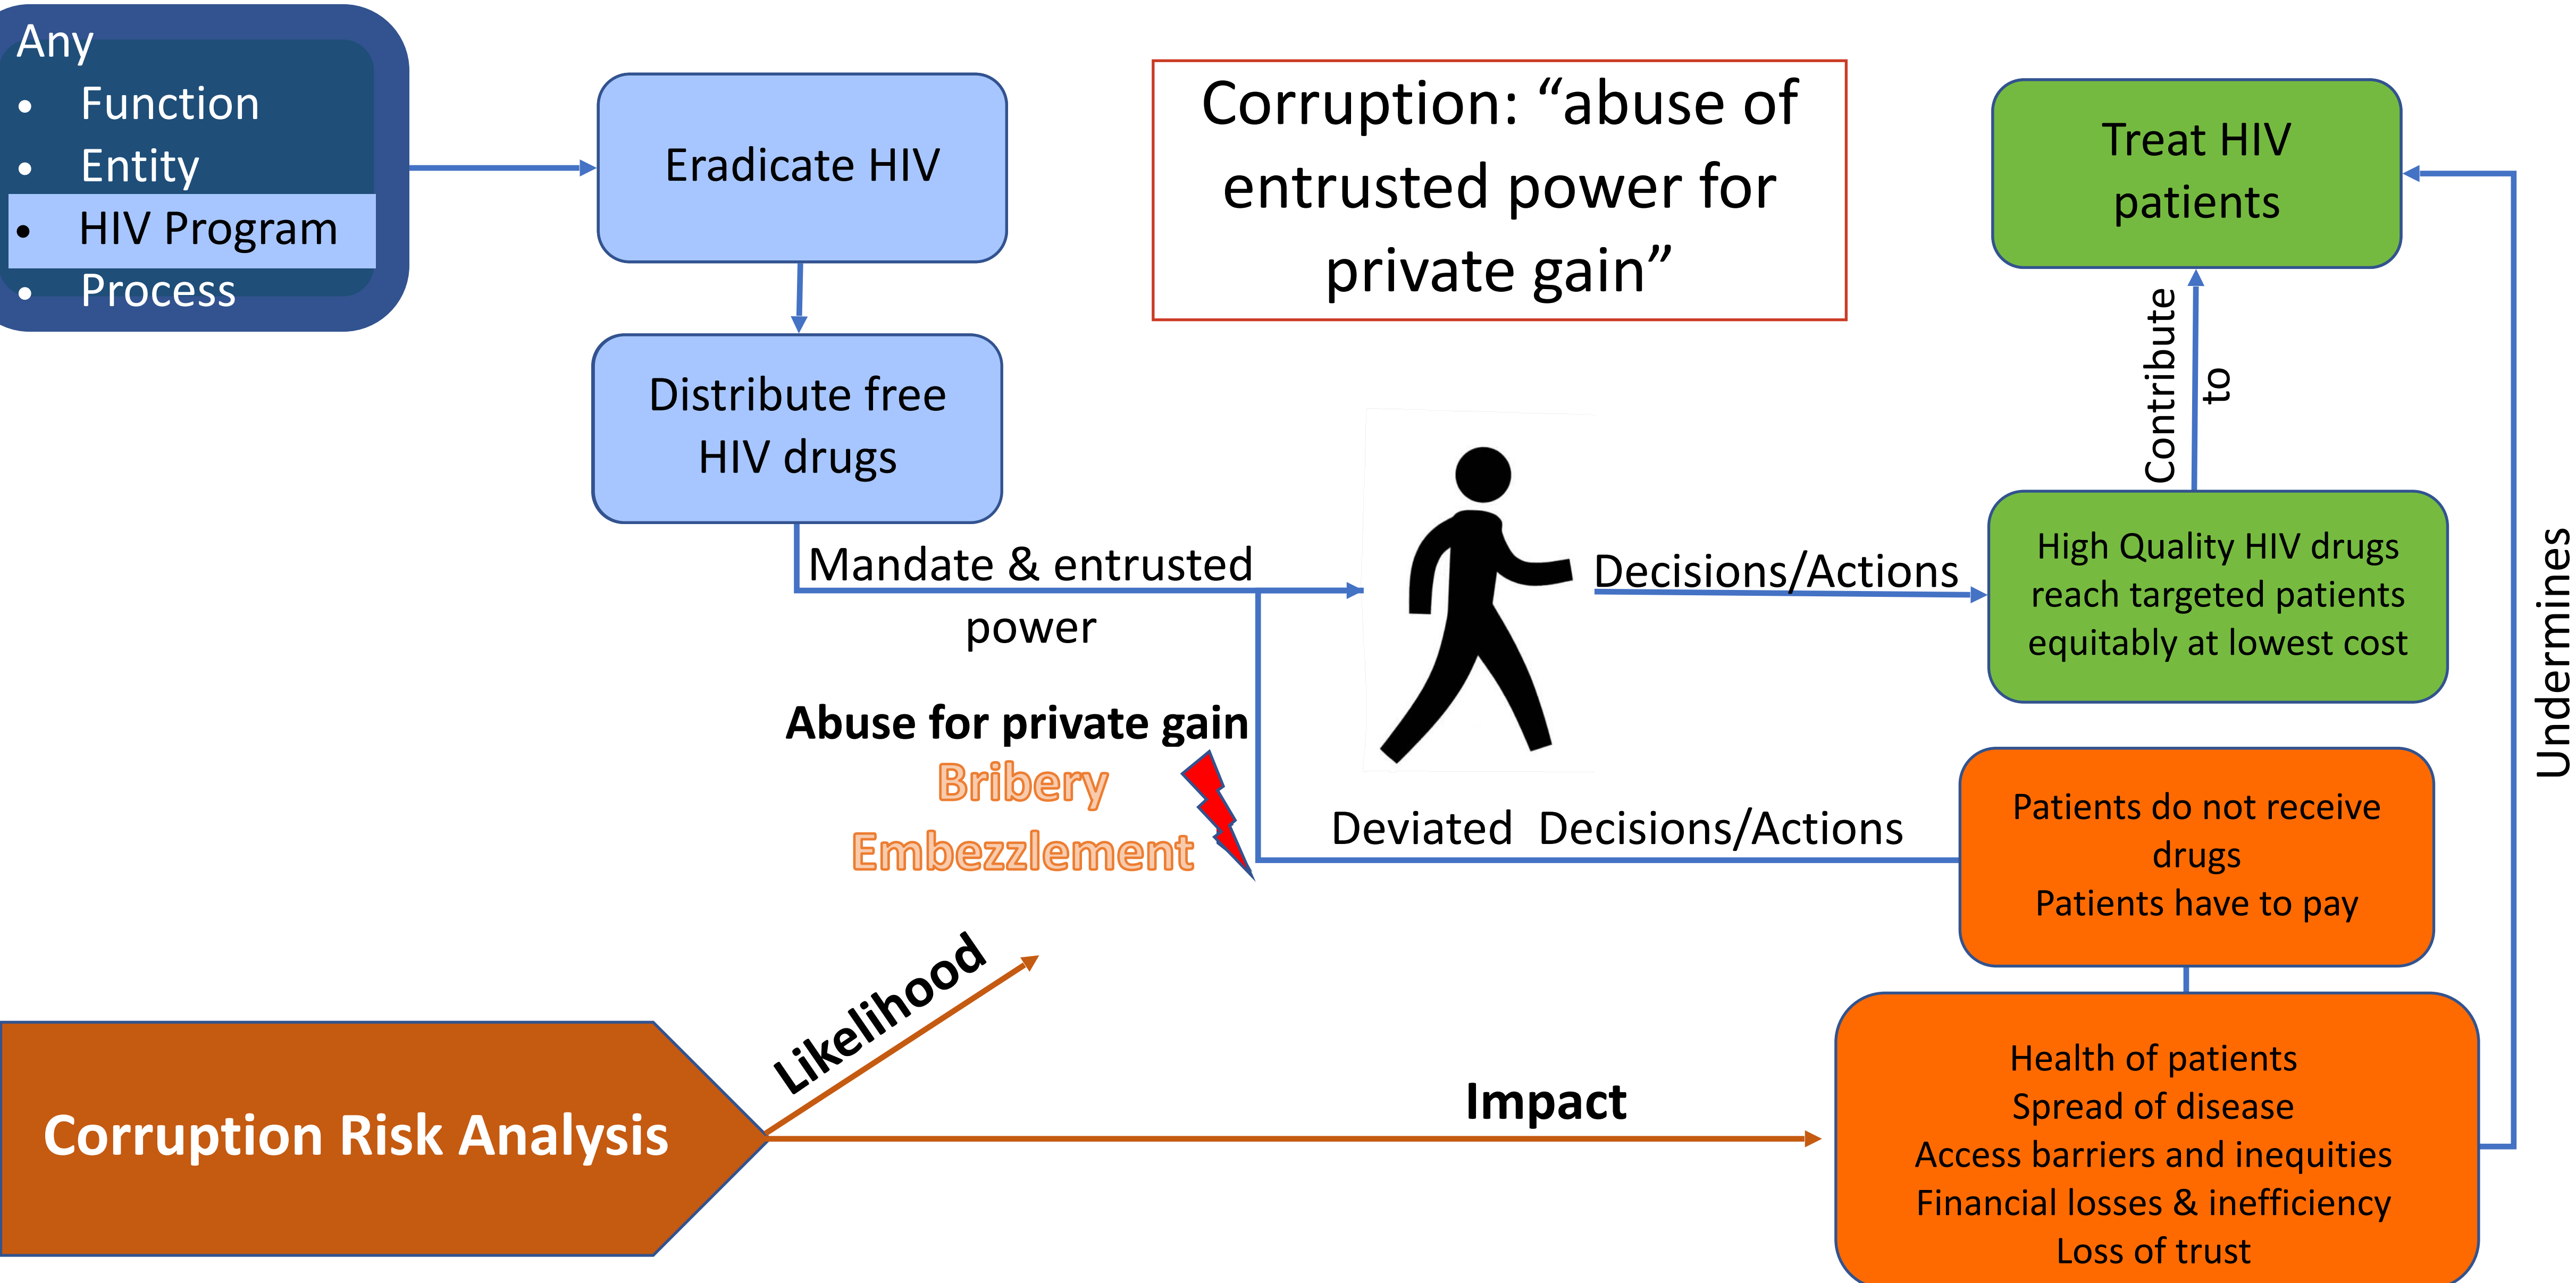 Any
• Function
• Entity
• HIV Program
• Process
Eradicate HIV
Distribute free
HIV drugs
Corruption: “abuse of
entrusted power for
private gain”
Treat HIV
patients
Contribute
to
Mandate & entrusted
power
Decisions/Actions
High Quality HIV drugs
reach targeted patients
equitably at lowest cost
Undermines
Abuse for private gain
Bribery
Embezzlement
Deviated Decisions/Actions
Patients do not receive
drugs
Patients have to pay
Likelihood
Corruption Risk Analysis
Impact
Health of patients
Spread of disease
Access barriers and inequities
Financial losses & inefficiency
Loss of trust